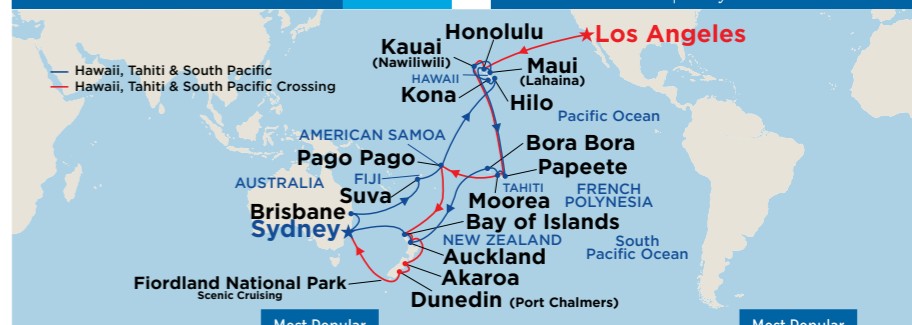 Honolulu
Los Angeles
Kauai
(Nawiliwili)
Maui
(Lahaina)
Hawaii, Tahiti & South Pacific
HAWAII
Hawaii, Tahiti & South Pacific Crossing
Kona
Hilo
Pacific Ocean
AMERICAN SAMOA
Bora Bora
Pago Pago
Papeete
FIJI
AUSTRALIA
TAHITI
FRENCH
POLYNESIA
Suva
Moorea
Brisbane
Bay of Islands
Sydney
NEW ZEALAND
South
Pacific Ocean
Auckland
Akaroa
Fiordland National Park
Scenic Cruising
Dunedin (Port Chalmers)
Most Popular
Most Popular